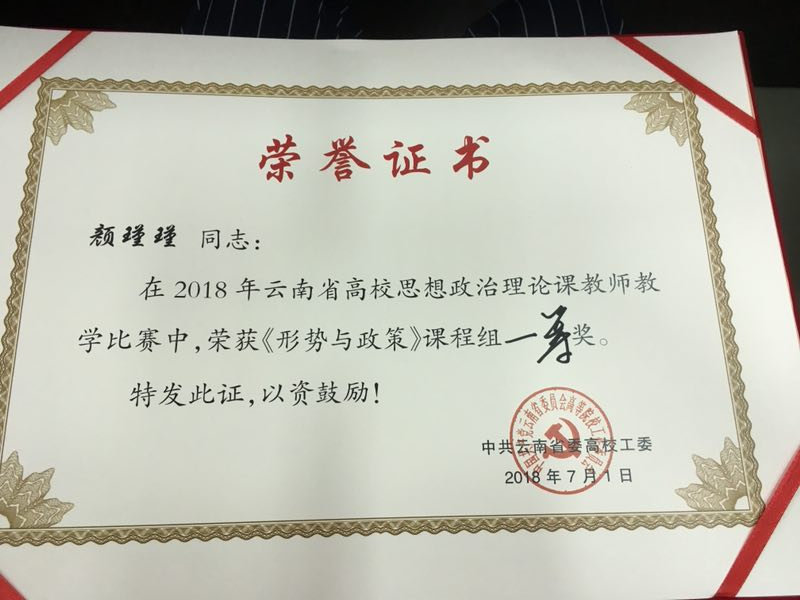 荣誉证书
颜瑾瑾 同志：
在2018年云南省高校思想政治理论课教师教
学比赛中，荣获《形势与政策》课程组一等奖。
特发此证，以资鼓励！
中共云南省委高校工委
2018年7月1日